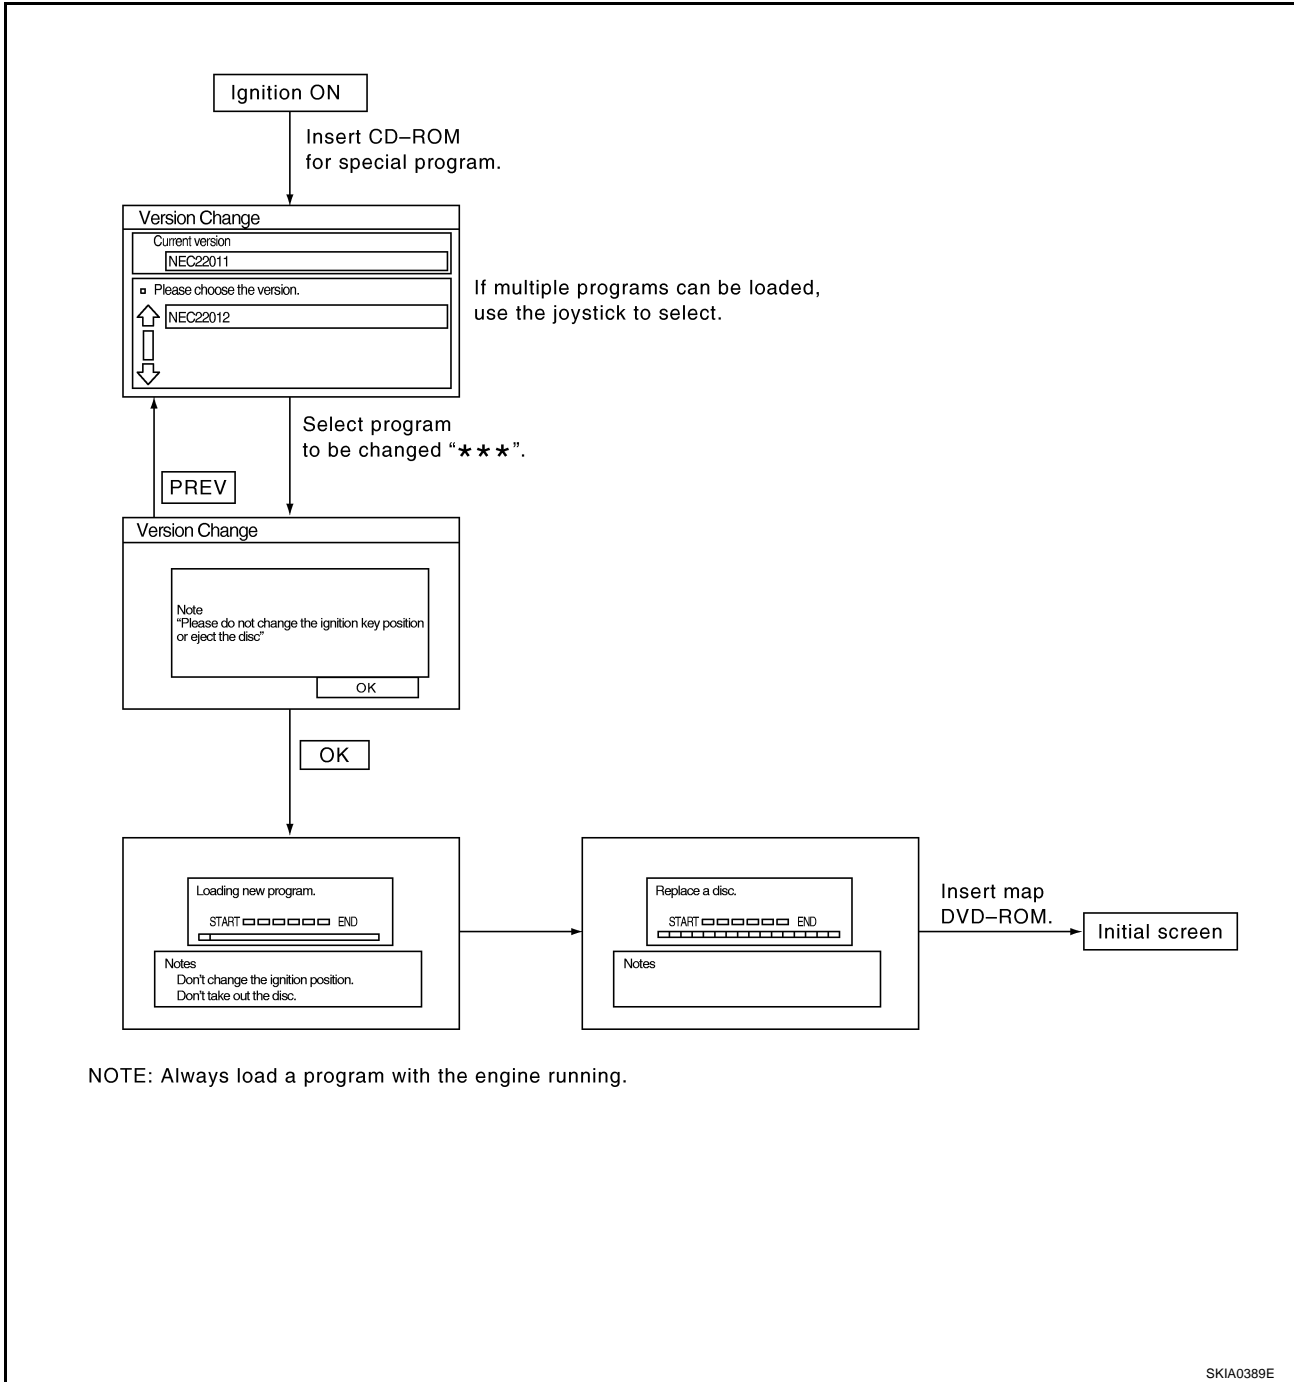 Ignition ON
Insert CD–ROM
for special program.
Version Change
Current version
NEC22011
Please choose the version.
NEC22012
If multiple programs can be loaded,
use the joystick to select.
Select program
to be changed “★★★”.
PREV
Version Change
Note
“Please do not change the ignition key position
or eject the disc”
OK
OK
Loading new program.
START END
Notes
Don't change the ignition position.
Don't take out the disc.
Replace a disc.
START END
Notes
Insert map
DVD–ROM.
Initial screen
NOTE: Always load a program with the engine running.
SKIA0389E